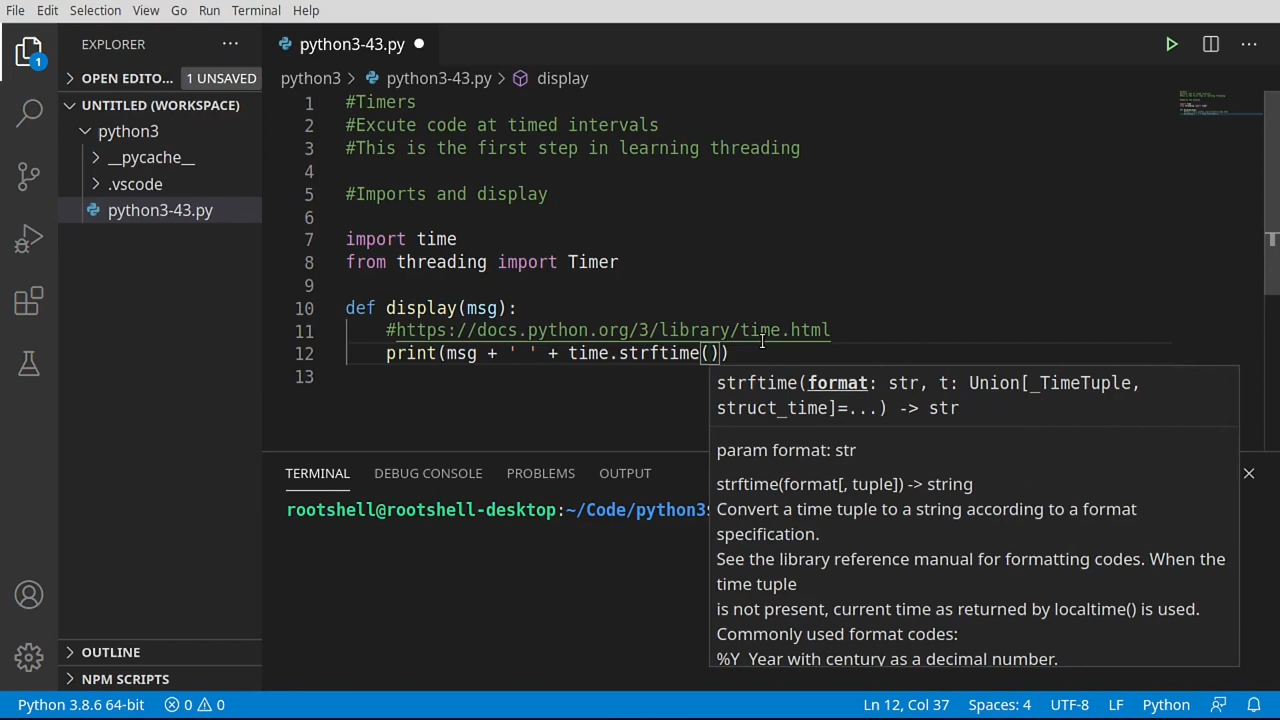 File Edit Selection View Go Run Terminal Help
EXPLORER ···
python3-43.py
1
OPEN EDITO... 1 UNSAVED
UNTITLED (WORKSPACE)
python3
__pycache__
.vscode
python3-43.py
python3 > python3-43.py > display
1 #Timers
2 #Excute code at timed intervals
3 #This is the first step in learning threading
4
5 #Imports and display
6
7 import time
8 from threading import Timer
9
10 def display(msg):
11 #https://docs.python.org/3/library/time.html
12 print(msg + ' ' + time.strftime())
13
strftime(format: str, t: Union[_TimeTuple,
struct_time]=...) -> str
param format: str
strftime(format[, tuple]) -> string
Convert a time tuple to a string according to a format
specification.
See the library reference manual for formatting codes. When the
time tuple
is not present, current time as returned by localtime() is used.
Commonly used format codes:
%Y Year with century as a decimal number.
TERMINAL DEBUG CONSOLE PROBLEMS OUTPUT
rootshell@rootshell-desktop:~/Code/python3
OUTLINE
NPM SCRIPTS
Python 3.8.6 64-bit 0 0 Ln 12, Col 37 Spaces: 4 UTF-8 LF Python